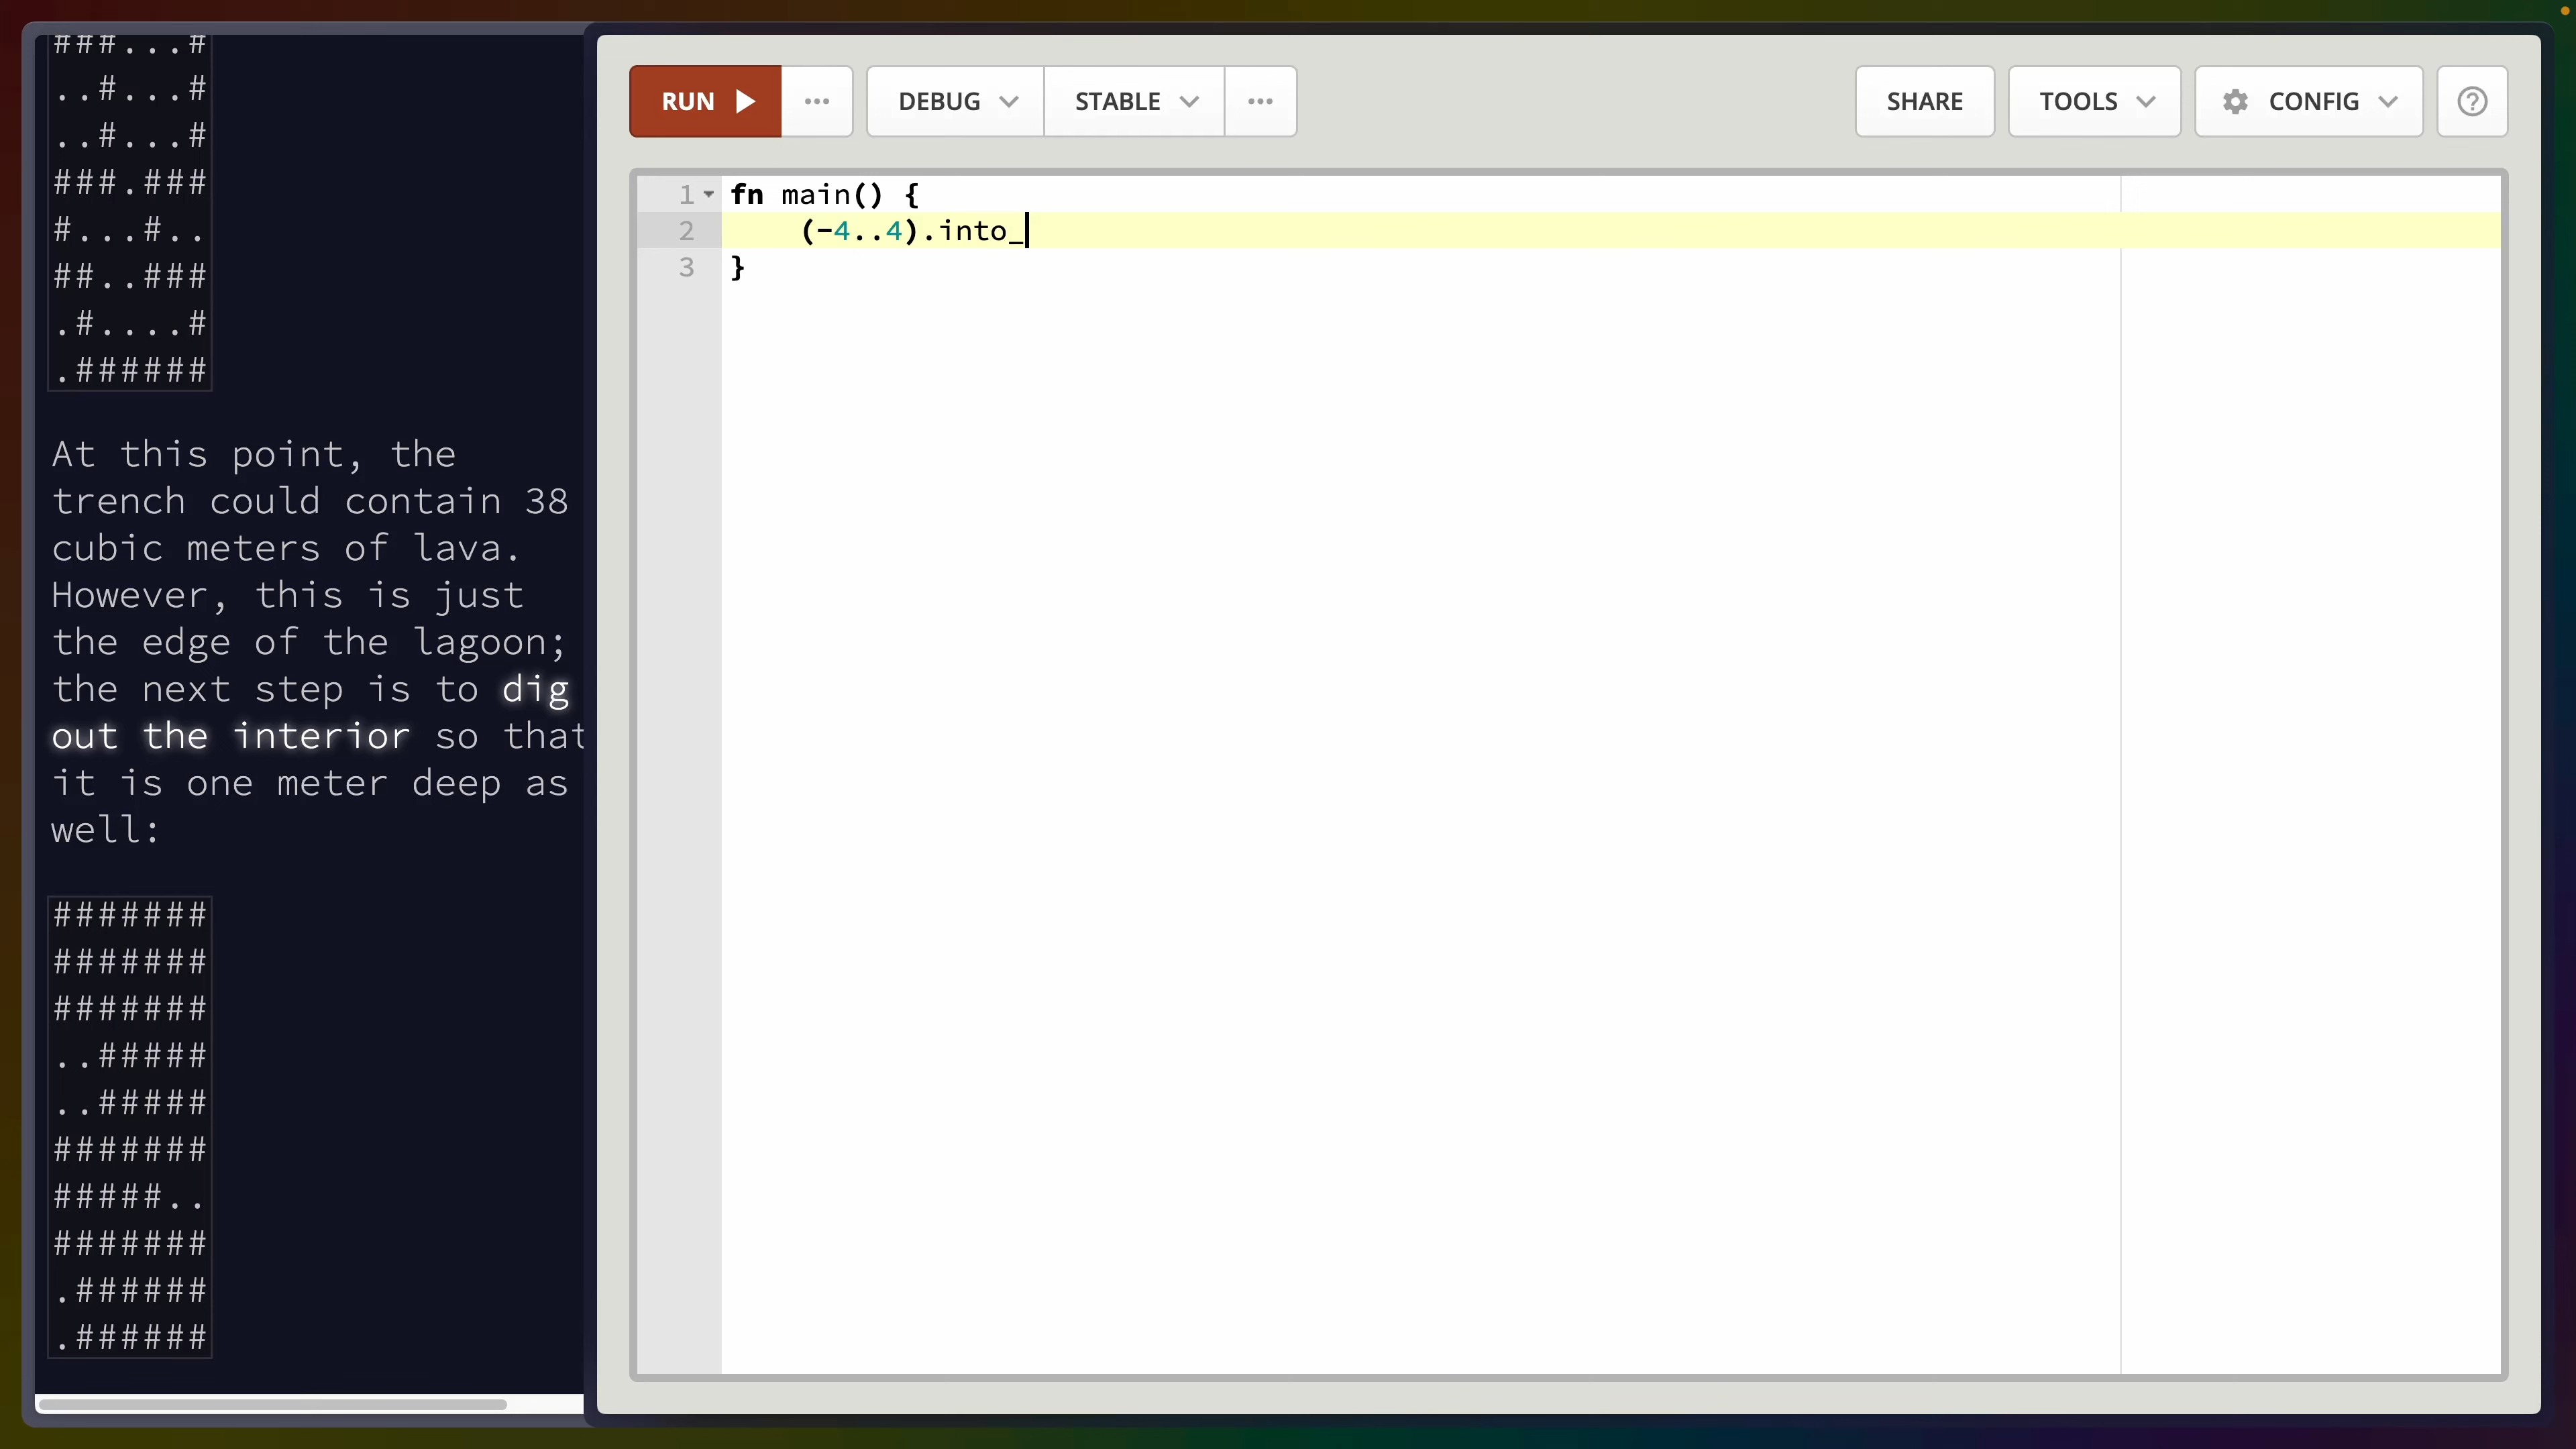 ###...#
..#...#
..#...#
###.###
#...#..
##..###
.#....#
.######
At this point, the
trench could contain 38
cubic meters of lava.
However, this is just
the edge of the lagoon;
the next step is to dig
out the interior so that
it is one meter deep as
well:
#######
#######
#######
..#####
..#####
#######
#####..
#######
.######
.######
RUN
DEBUG
STABLE
SHARE
TOOLS
CONFIG
1 fn main() {
2     (-4..4).into_
3 }